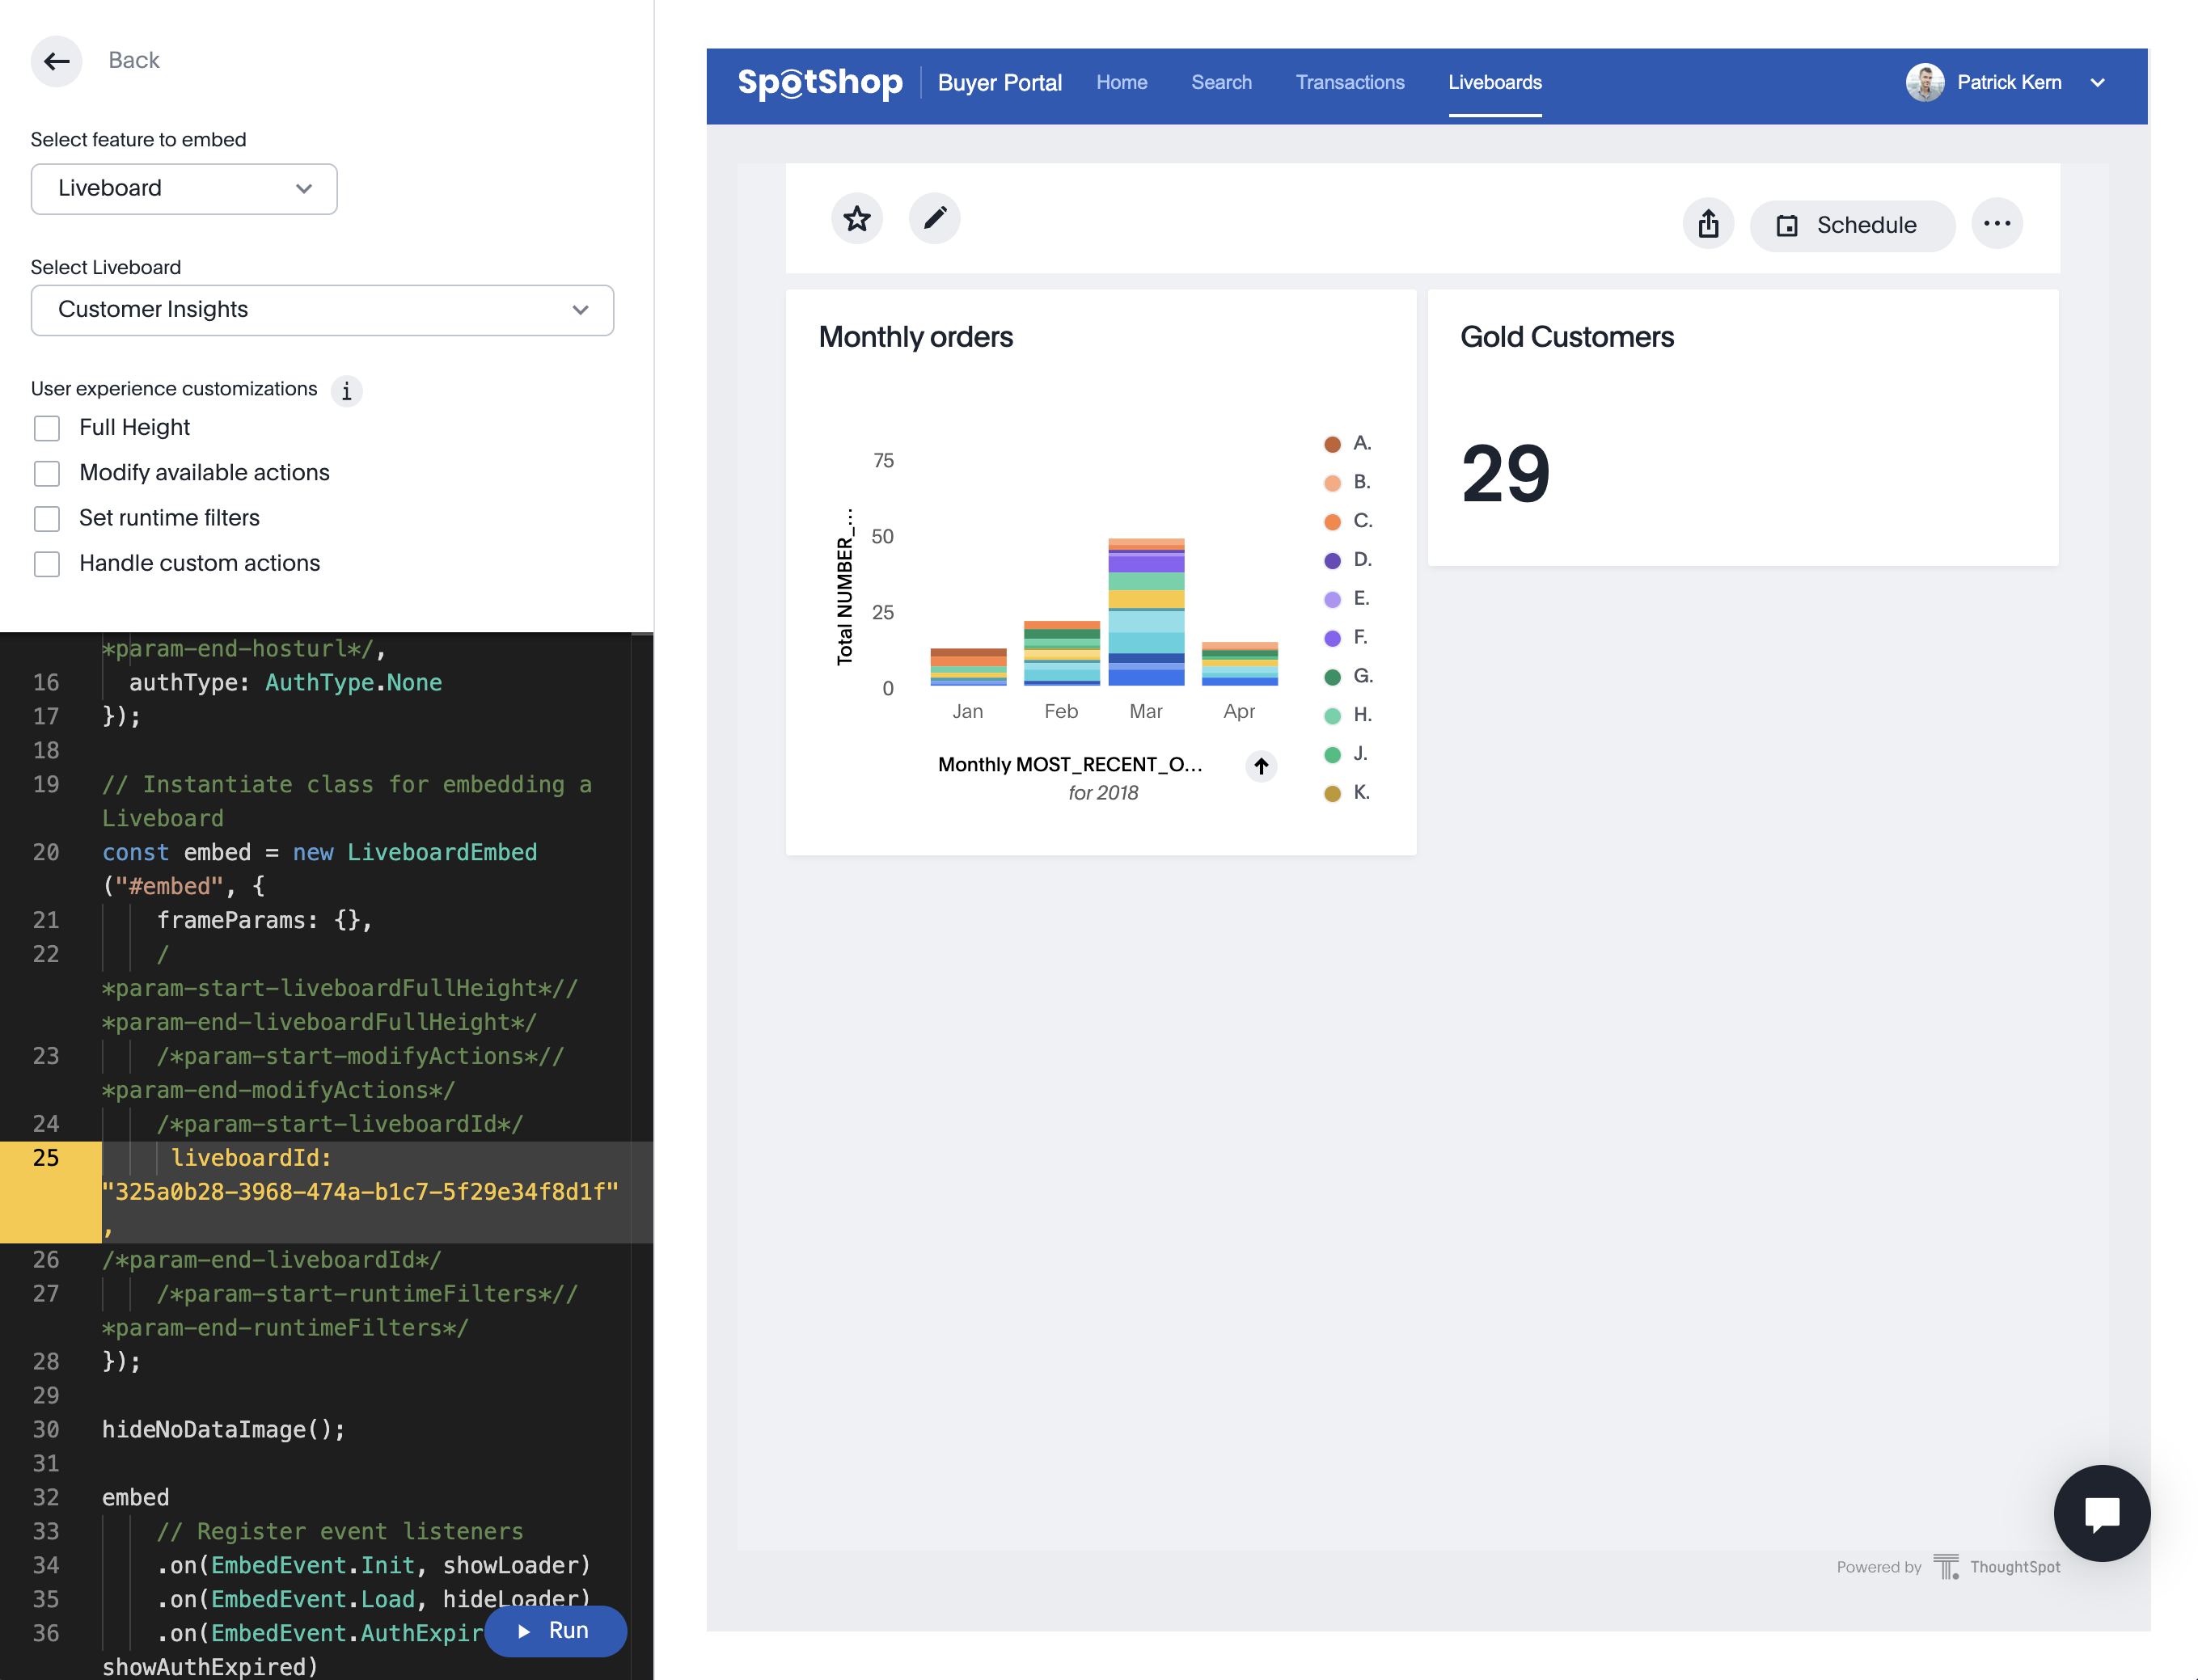 Back
Select feature to embed
Liveboard
Select Liveboard
Customer Insights
User experience customizations i
Full Height
Modify available actions
Set runtime filters
Handle custom actions
*param-end-hosturl*/,
16 authType: AuthType.None
17 });
18
19 // Instantiate class for embedding a
Liveboard
20 const embed = new LiveboardEmbed
("#embed", {
21 frameParams: {},
22 /
*param-start-liveboardFullHeight*//
*param-end-liveboardFullHeight*/
23 /*param-start-modifyActions*//
*param-end-modifyActions*/
24 /*param-start-liveboardId*/
25 liveboardId:
"325a0b28-3968-474a-b1c7-5f29e34f8d1f"
,
26 /*param-end-liveboardId*/
27 /*param-start-runtimeFilters*//
*param-end-runtimeFilters*/
28 });
29
30 hideNoDataImage();
31
32 embed
33 // Register event listeners
34 .on(EmbedEvent.Init, showLoader)
35 .on(EmbedEvent.Load, hideLoader)
36 .on(EmbedEvent.AuthExpir
showAuthExpired)
Run
SpotShop Buyer Portal Home Search Transactions Liveboards Patrick Kern
Schedule
Monthly orders
Total NUMBER_...
75
50
25
0
Jan Feb Mar Apr
Monthly MOST_RECENT_O...
for 2018
A.
B.
C.
D.
E.
F.
G.
H.
J.
K.
Gold Customers
29
Powered by ThoughtSpot